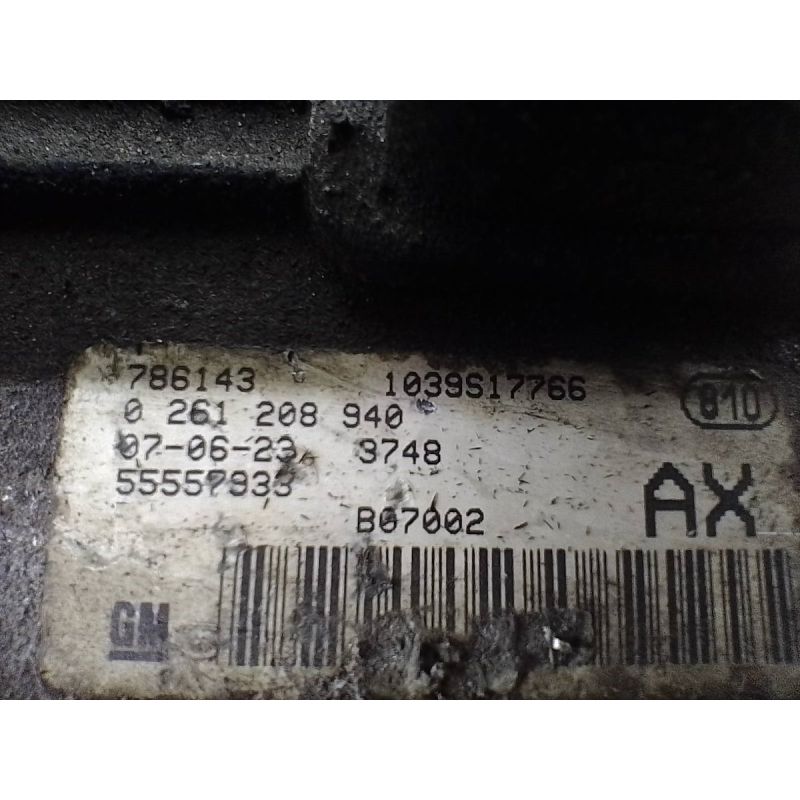 786143 1039S17766
810
0 261 208 940
07-06-23 3748
55557933
AX
B07002
GM